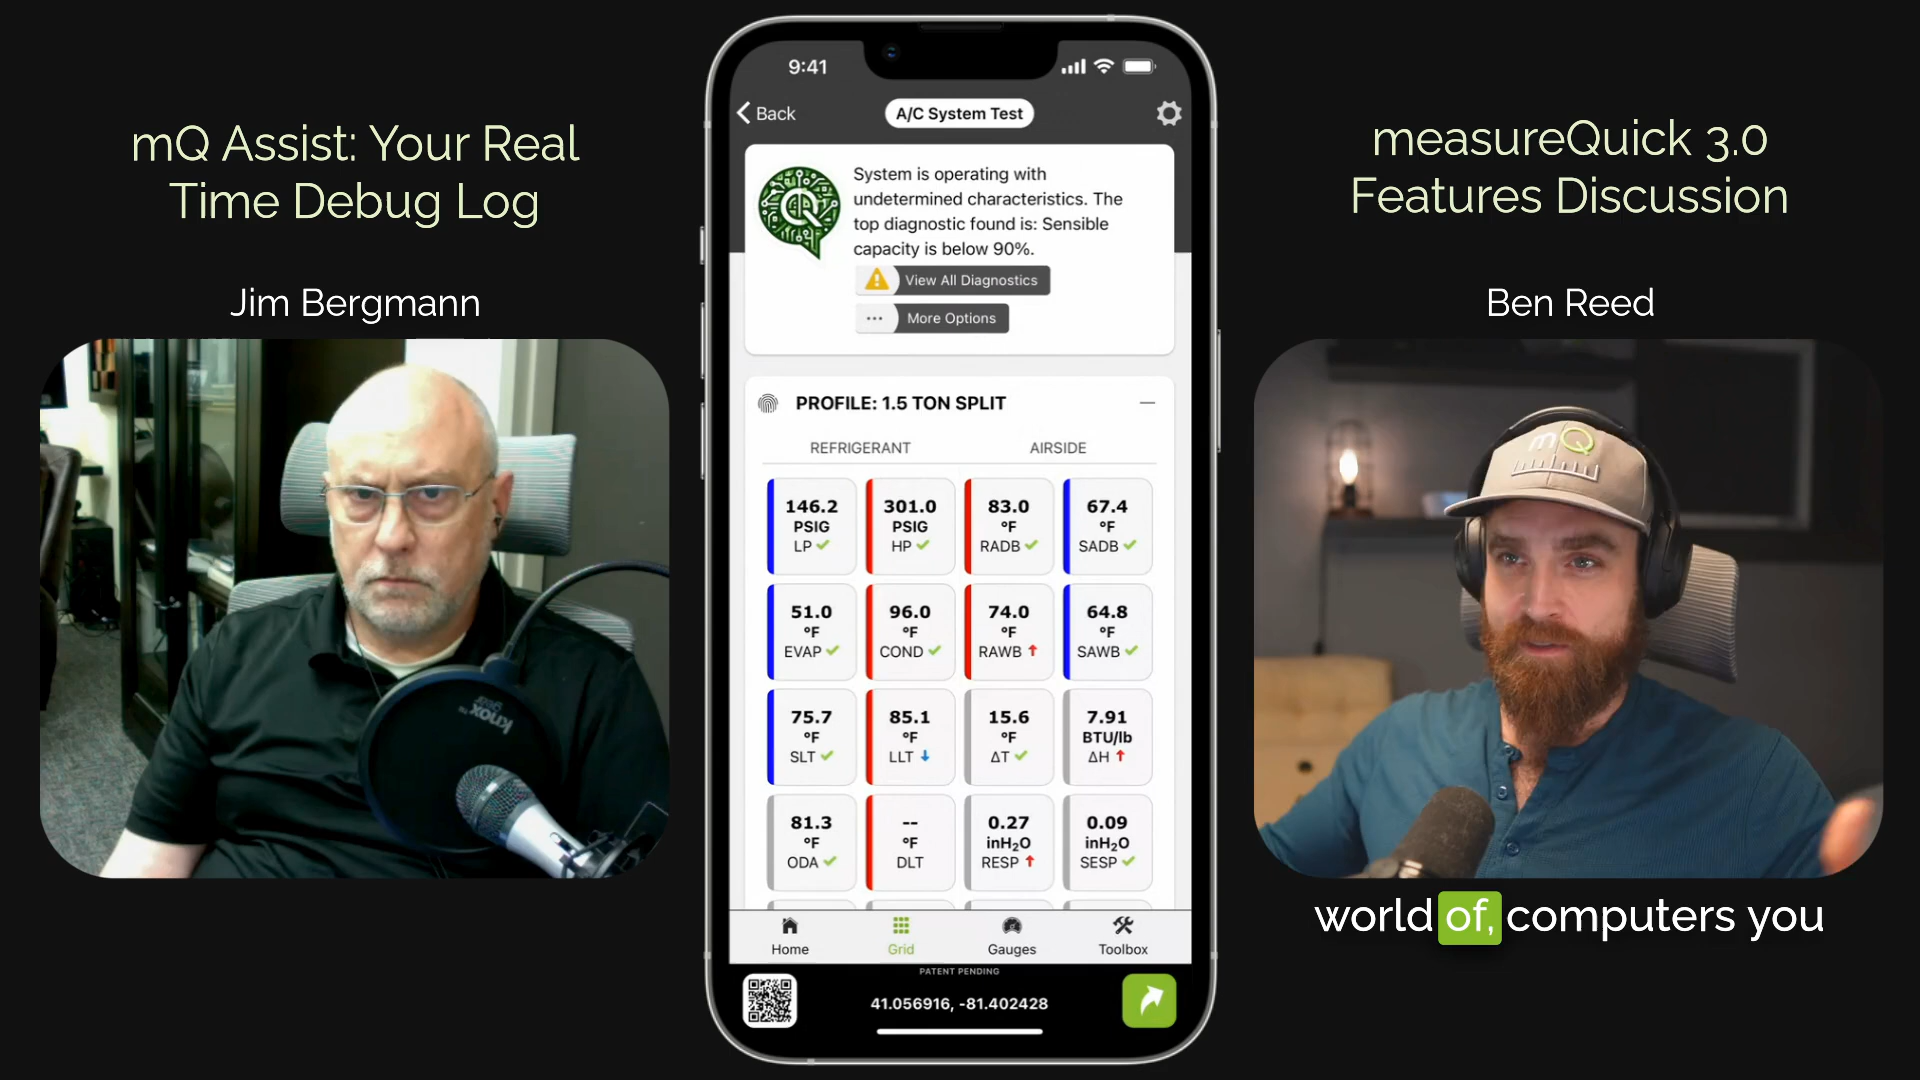 mQ Assist: Your Real
Time Debug Log
Jim Bergmann
knox
gear
9:41
Back
A/C System Test
System is operating with
undetermined characteristics. The
top diagnostic found is: Sensible
capacity is below 90%.
View All Diagnostics
More Options
PROFILE: 1.5 TON SPLIT
REFRIGERANT AIRSIDE
146.2 301.0 83.0 67.4
PSIG PSIG °F °F
LP HP RADB SADB
51.0 96.0 74.0 64.8
°F °F °F °F
EVAP COND RAWB SAWB
75.7 85.1 15.6 7.91
°F °F °F BTU/lb
SLT LLT ΔT ΔH
81.3 -- 0.27 0.09
°F °F inH₂O inH₂O
ODA DLT RESP SESP
Home Grid Gauges Toolbox
PATENT PENDING
41.056916, -81.402428
measureQuick 3.0
Features Discussion
Ben Reed
mQ
world of, computers you